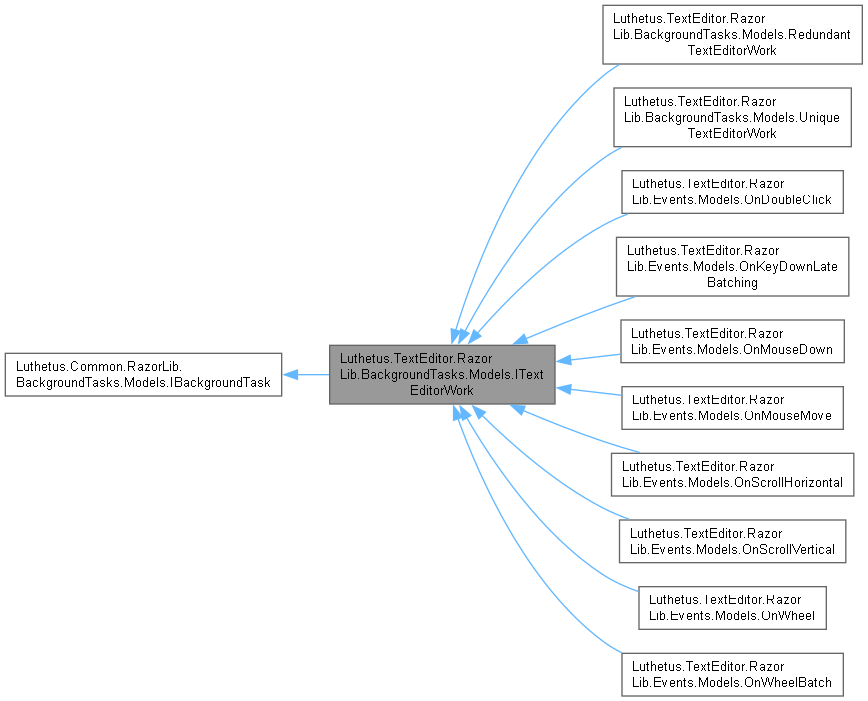 Luthetus.TextEditor.Razor
Lib.BackgroundTasks.Models.Redundant
TextEditorWork
Luthetus.TextEditor.Razor
Lib.BackgroundTasks.Models.Unique
TextEditorWork
Luthetus.TextEditor.Razor
Lib.Events.Models.OnDoubleClick
Luthetus.TextEditor.Razor
Lib.Events.Models.OnKeyDownLate
Batching
Luthetus.TextEditor.Razor
Lib.Events.Models.OnMouseDown
Luthetus.Common.RazorLib.
BackgroundTasks.Models.IBackgroundTask
Luthetus.TextEditor.Razor
Lib.BackgroundTasks.Models.IText
EditorWork
Luthetus.TextEditor.Razor
Lib.Events.Models.OnMouseMove
Luthetus.TextEditor.Razor
Lib.Events.Models.OnScrollHorizontal
Luthetus.TextEditor.Razor
Lib.Events.Models.OnScrollVertical
Luthetus.TextEditor.Razor
Lib.Events.Models.OnWheel
Luthetus.TextEditor.Razor
Lib.Events.Models.OnWheelBatch